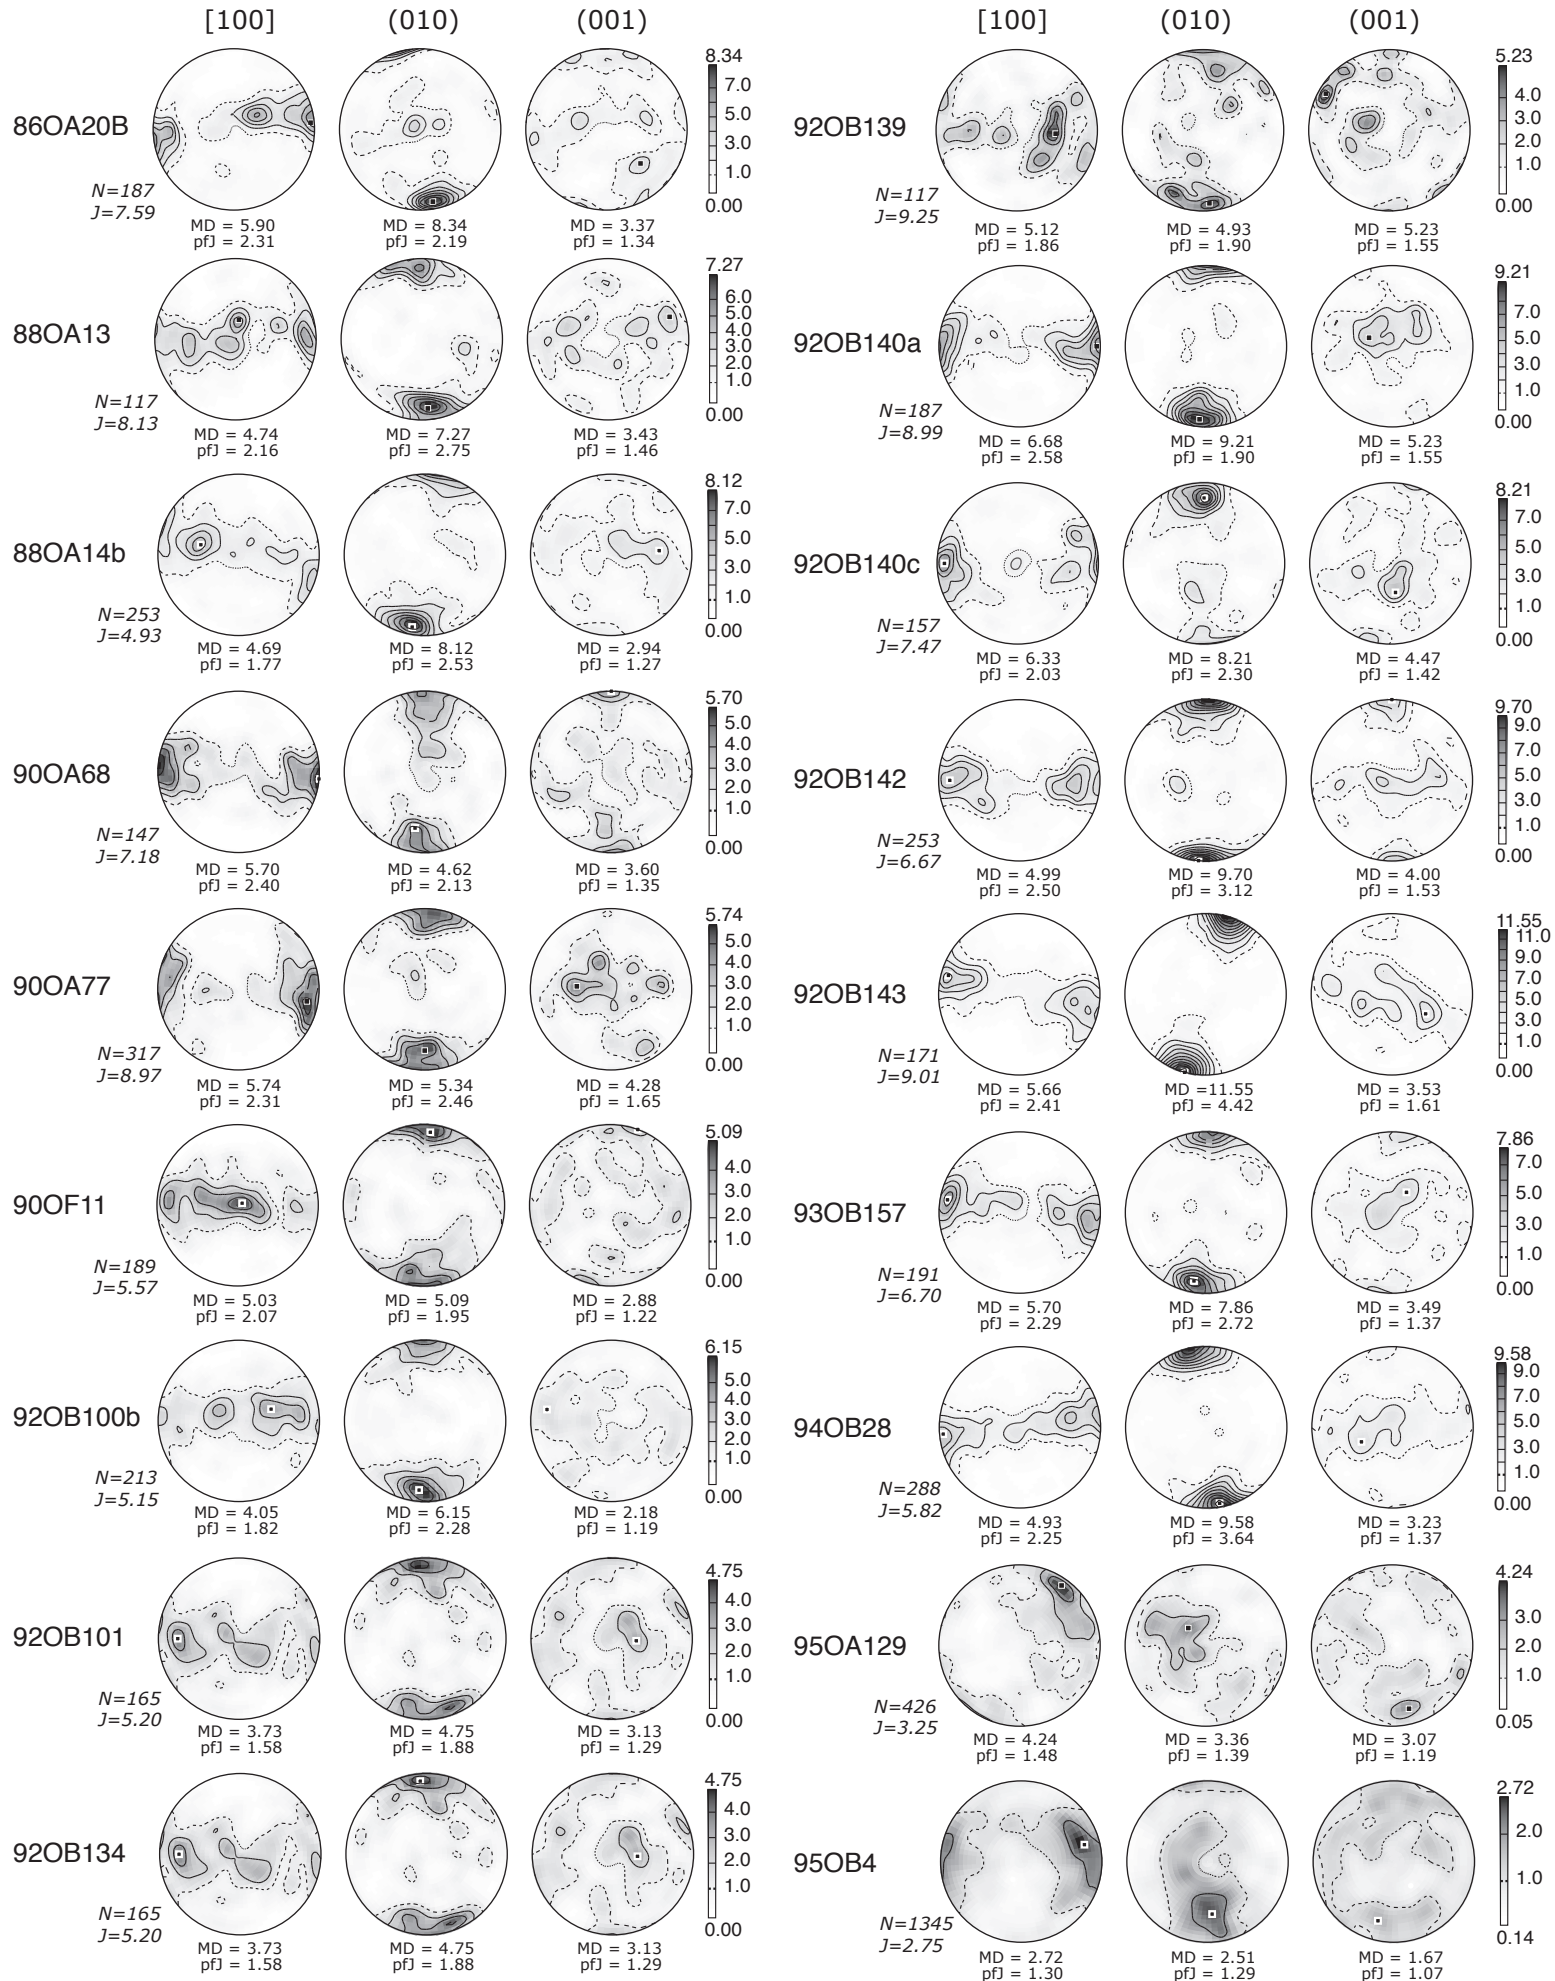 [100] (010) (001)
8.34
7.0
5.0
3.0
1.0
0.00
86OA20B
N=187
J=7.59
MD = 5.90 MD = 8.34 MD = 3.37
pfJ = 2.31 pfJ = 2.19 pfJ = 1.34
7.27
6.0
5.0
4.0
3.0
2.0
1.0
0.00
88OA13
N=117
J=8.13
MD = 4.74 MD = 7.27 MD = 3.43
pfJ = 2.16 pfJ = 2.75 pfJ = 1.46
8.12
7.0
5.0
3.0
1.0
0.00
88OA14b
N=253
J=4.93
MD = 4.69 MD = 8.12 MD = 2.94
pfJ = 1.77 pfJ = 2.53 pfJ = 1.27
5.70
5.0
4.0
3.0
2.0
1.0
0.00
90OA68
N=147
J=7.18
MD = 5.70 MD = 4.62 MD = 3.60
pfJ = 2.40 pfJ = 2.13 pfJ = 1.35
5.74
5.0
4.0
3.0
2.0
1.0
0.00
90OA77
N=317
J=8.97
MD = 5.74 MD = 5.34 MD = 4.28
pfJ = 2.31 pfJ = 2.46 pfJ = 1.65
5.09
4.0
3.0
2.0
1.0
0.00
90OF11
N=189
J=5.57
MD = 5.03 MD = 5.09 MD = 2.88
pfJ = 2.07 pfJ = 1.95 pfJ = 1.22
6.15
5.0
4.0
3.0
2.0
1.0
0.00
92OB100b
N=213
J=5.15
MD = 4.05 MD = 6.15 MD = 2.18
pfJ = 1.82 pfJ = 2.28 pfJ = 1.19
4.75
4.0
3.0
2.0
1.0
0.00
92OB101
N=165
J=5.20
MD = 3.73 MD = 4.75 MD = 3.13
pfJ = 1.58 pfJ = 1.88 pfJ = 1.29
4.75
4.0
3.0
2.0
1.0
0.00
92OB134
N=165
J=5.20
MD = 3.73 MD = 4.75 MD = 3.13
pfJ = 1.58 pfJ = 1.88 pfJ = 1.29
[100] (010) (001)
5.23
4.0
3.0
2.0
1.0
0.00
92OB139
N=117
J=9.25
MD = 5.12 MD = 4.93 MD = 5.23
pfJ = 1.86 pfJ = 1.90 pfJ = 1.55
9.21
7.0
5.0
3.0
1.0
0.00
92OB140a
N=187
J=8.99
MD = 6.68 MD = 9.21 MD = 5.23
pfJ = 2.58 pfJ = 1.90 pfJ = 1.55
8.21
7.0
5.0
3.0
1.0
0.00
92OB140c
N=157
J=7.47
MD = 6.33 MD = 8.21 MD = 4.47
pfJ = 2.03 pfJ = 2.30 pfJ = 1.42
9.70
9.0
7.0
5.0
3.0
1.0
0.00
92OB142
N=253
J=6.67
MD = 4.99 MD = 9.70 MD = 4.00
pfJ = 2.50 pfJ = 3.12 pfJ = 1.53
11.55
11.0
9.0
7.0
5.0
3.0
1.0
0.00
92OB143
N=171
J=9.01
MD = 5.66 MD =11.55 MD = 3.53
pfJ = 2.41 pfJ = 4.42 pfJ = 1.61
7.86
7.0
5.0
3.0
1.0
0.00
93OB157
N=191
J=6.70
MD = 5.70 MD = 7.86 MD = 3.49
pfJ = 2.29 pfJ = 2.72 pfJ = 1.37
9.58
9.0
7.0
5.0
3.0
1.0
0.00
94OB28
N=288
J=5.82
MD = 4.93 MD = 9.58 MD = 3.23
pfJ = 2.25 pfJ = 3.64 pfJ = 1.37
4.24
3.0
2.0
1.0
0.05
95OA129
N=426
J=3.25
MD = 4.24 MD = 3.36 MD = 3.07
pfJ = 1.48 pfJ = 1.39 pfJ = 1.19
2.72
2.0
1.0
0.14
95OB4
N=1345
J=2.75
MD = 2.72 MD = 2.51 MD = 1.67
pfJ = 1.30 pfJ = 1.29 pfJ = 1.07